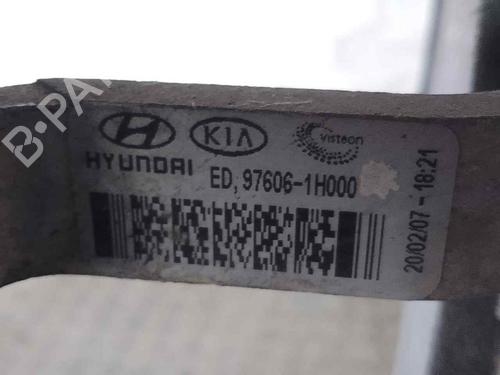 KIA
Visteon
HYUNDAI
ED, 97606-1H000
20/02/07 - 18:21
B-PA